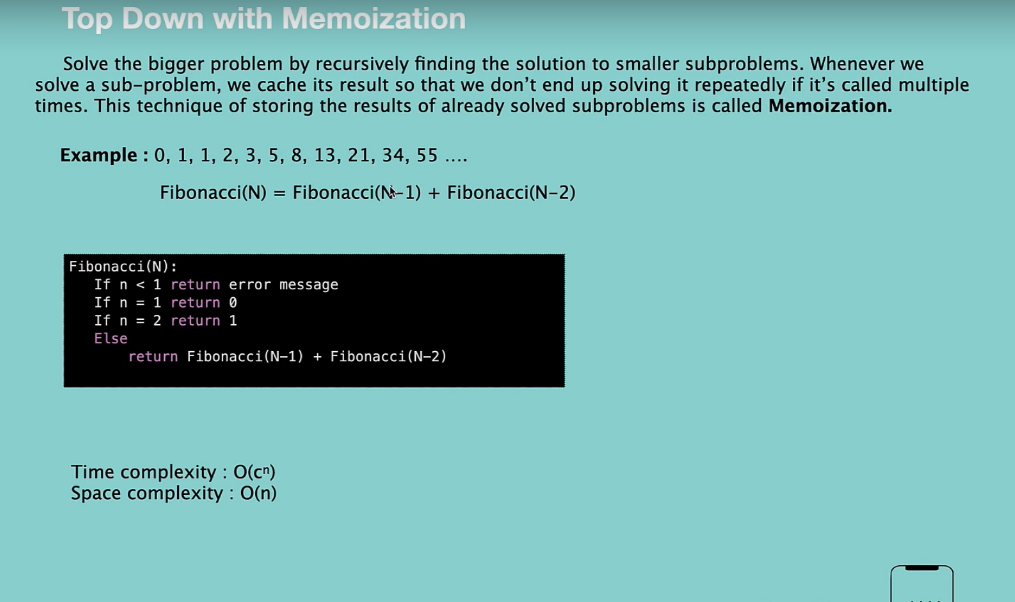 Top Down with Memoization
Solve the bigger problem by recursively finding the solution to smaller subproblems. Whenever we
solve a sub-problem, we cache its result so that we don’t end up solving it repeatedly if it’s called multiple
times. This technique of storing the results of already solved subproblems is called Memoization.
Example : 0, 1, 1, 2, 3, 5, 8, 13, 21, 34, 55 ....
Fibonacci(N) = Fibonacci(N-1) + Fibonacci(N-2)
Fibonacci(N):
If n < 1 return error message
If n = 1 return 0
If n = 2 return 1
Else
return Fibonacci(N-1) + Fibonacci(N-2)
Time complexity : O(cⁿ)
Space complexity : O(n)